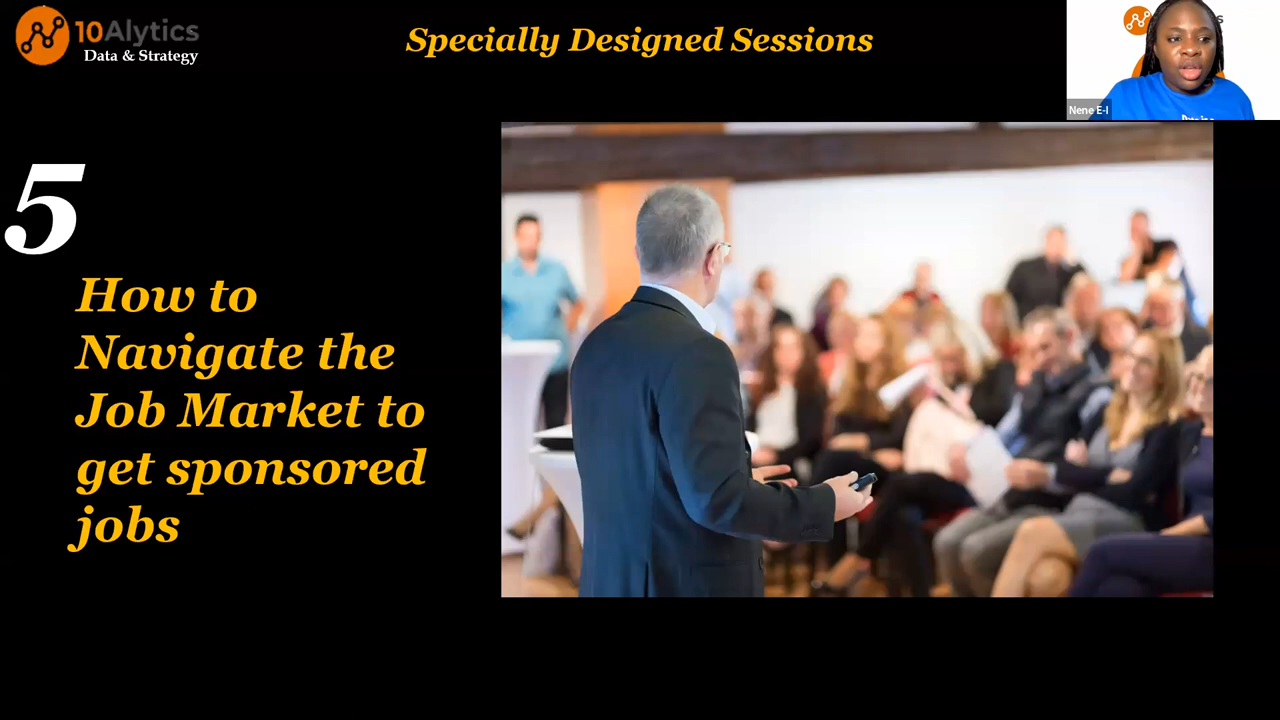 10Alytics
Data & Strategy
Specially Designed Sessions
Nene E-I
5
How to
Navigate the
Job Market to
get sponsored
jobs